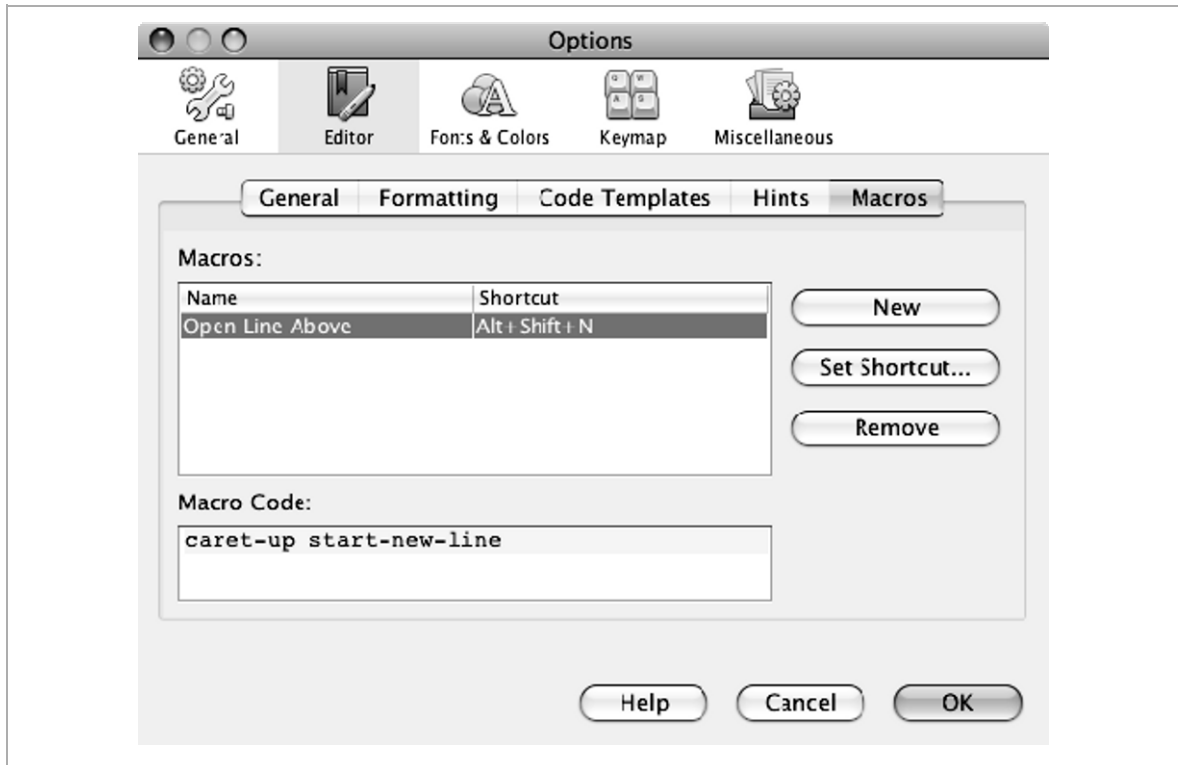 Options
General Editor Fonts & Colors Keymap Miscellaneous
General Formatting Code Templates Hints Macros
Macros:
Name Shortcut
Open Line Above Alt+Shift+N
New
Set Shortcut...
Remove
Macro Code:
caret-up start-new-line
Help Cancel OK